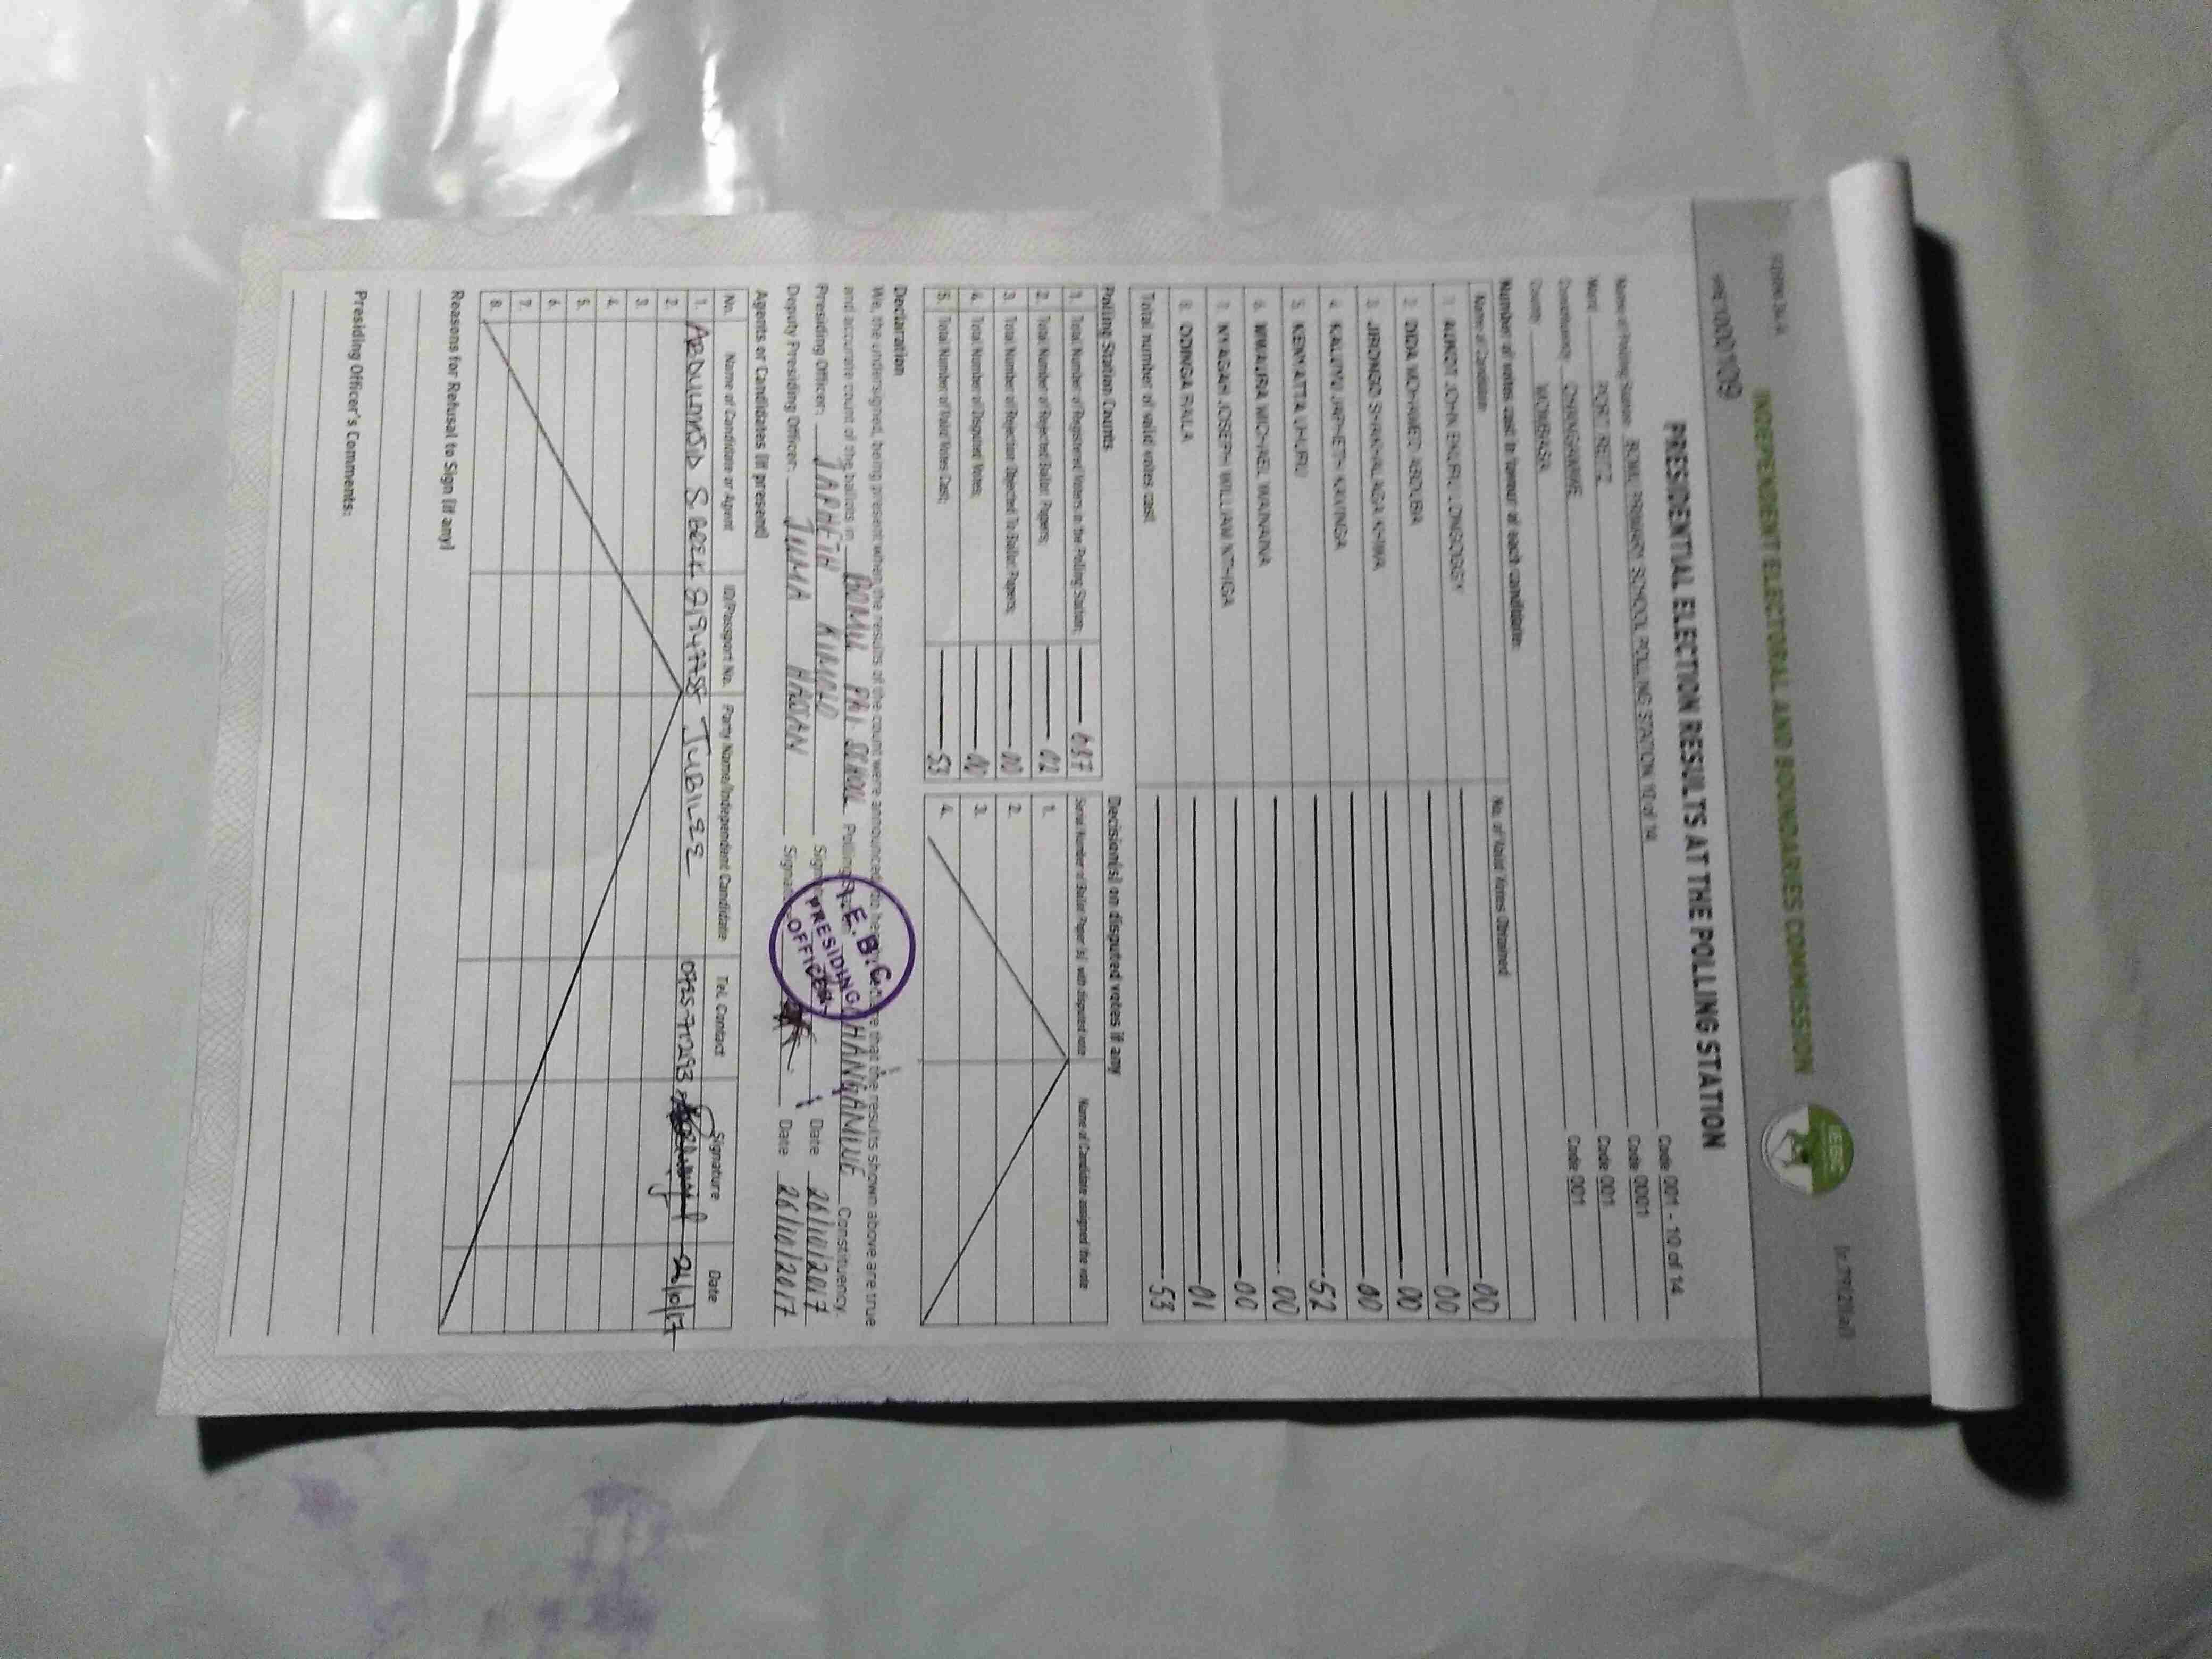 FORM 34A
INDEPENDENT ELECTORAL AND BOUNDARIES COMMISSION
IEBC
PRESIDENTIAL ELECTION RESULTS AT THE POLLING STATION
Name of Polling Station BOMU PRIMARY SCHOOL POLLING STATION 10 of 14 Code 001 - 10 of 14
Ward PORT REITZ Code 0001
Constituency CHANGAMWE Code 001
County MOMBASA Code 001
Number of votes cast in favour of each candidate:
Name of Candidate No. of Valid Votes Obtained
1. AUKOT JOHN EKURU LONGOGGY 00
2. DIDA MOHAMED ABDUBA 00
3. JIRONGO SHAKHALAGA KHWA 00
4. KALUYU JAPHETH KAVINGA 00
5. KENYATTA UHURU 52
6. MWAURA MICHAEL WAINAINA 00
7. NYAGAH JOSEPH WILLIAM NTHIGA 00
8. ODINGA RAILA 01
Total number of valid votes cast 53
Polling Station Counts
1. Total Number of Registered Voters in the Polling Station: 637
2. Total Number of Rejected Ballot Papers: 02
3. Total Number of Rejection Objected To Ballot Papers: 00
4. Total Number of Disputed Votes: 00
5. Total Number of Valid Votes Cast: 53
Decision(s) on disputed votes if any
Serial Number of Ballot Paper (s) with disputed vote Name of Candidate assigned the vote
1.
2.
3.
4.
Declaration
We, the undersigned, being present when the results of the count were announced, do hereby declare that the results shown above are true
and accurate count of the ballots in BOMU PRI SCHOOL Polling CHANGAMWE Constituency.
Presiding Officer: JAPHETH KIMOLO Signature Date 26/10/2017
Deputy Presiding Officer: JUMA HASSAN Signature Date 26/10/2017
I.E.B.C.
PRESIDING
OFFICER
Agents or Candidates (if present)
No. Name of Candidate or Agent ID/Passport No. Party Name/Independent Candidate Tel. Contact Signature Date
1. JUBILEE 26/10/17
2.
3.
4.
5.
6.
7.
8.
Reasons for Refusal to Sign (if any)
Presiding Officer's Comments: